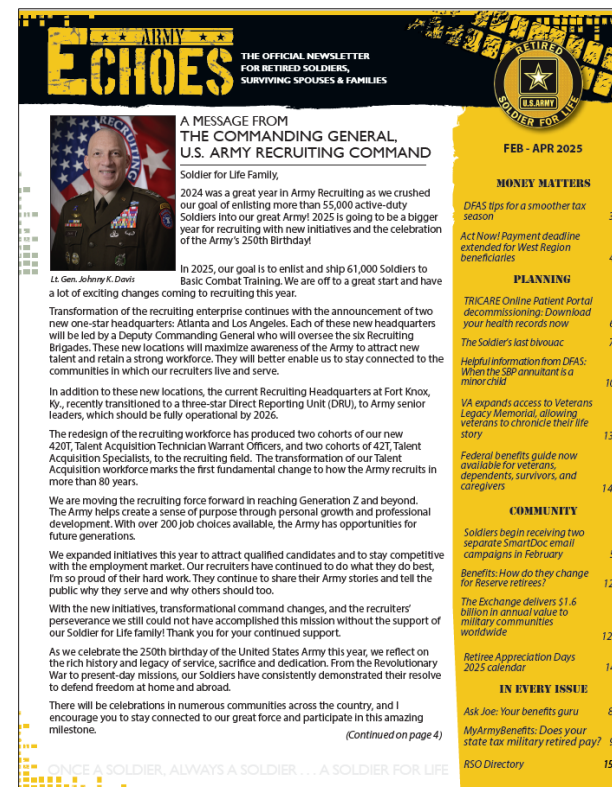 ARMY
ECHOES
THE OFFICIAL NEWSLETTER
FOR RETIRED SOLDIERS,
SURVIVING SPOUSES & FAMILIES
RETIRED
U.S. ARMY
SOLDIER FOR LIFE
RECRUITING
Lt. Gen. Johnny K. Davis
A MESSAGE FROM
THE COMMANDING GENERAL,
U.S. ARMY RECRUITING COMMAND
Soldier for Life Family,
2024 was a great year in Army Recruiting as we crushed
our goal of enlisting more than 55,000 active-duty
Soldiers into our great Army! 2025 is going to be a bigger
year for recruiting with new initiatives and the celebration
of the Army's 250th Birthday!
In 2025, our goal is to enlist and ship 61,000 Soldiers to
Basic Combat Training. We are off to a great start and have
a lot of exciting changes coming to recruiting this year.
Transformation of the recruiting enterprise continues with the announcement of two
new one-star headquarters: Atlanta and Los Angeles. Each of these new headquarters
will be led by a Deputy Commanding General who will oversee the six Recruiting
Brigades. These new locations will maximize awareness of the Army to attract new
talent and retain a strong workforce. They will better enable us to stay connected to the
communities in which our recruiters live and serve.
In addition to these new locations, the current Recruiting Headquarters at Fort Knox,
Ky., recently transitioned to a three-star Direct Reporting Unit (DRU), to Army senior
leaders, which should be fully operational by 2026.
The redesign of the recruiting workforce has produced two cohorts of our new
420T, Talent Acquisition Technician Warrant Officers, and two cohorts of 42T, Talent
Acquisition Specialists, to the recruiting field. The transformation of our Talent
Acquisition workforce marks the first fundamental change to how the Army recruits in
more than 80 years.
We are moving the recruiting force forward in reaching Generation Z and beyond.
The Army helps create a sense of purpose through personal growth and professional
development. With over 200 job choices available, the Army has opportunities for
future generations.
We expanded initiatives this year to attract qualified candidates and to stay competitive
with the employment market. Our recruiters have continued to do what they do best,
I'm so proud of their hard work. They continue to share their Army stories and tell the
public why they serve and why others should too.
With the new initiatives, transformational command changes, and the recruiters'
perseverance we still could not have accomplished this mission without the support of
our Soldier for Life family! Thank you for your continued support.
As we celebrate the 250th birthday of the United States Army this year, we reflect on
the rich history and legacy of service, sacrifice and dedication. From the Revolutionary
War to present-day missions, our Soldiers have consistently demonstrated their resolve
to defend freedom at home and abroad.
There will be celebrations in numerous communities across the country, and I
encourage you to stay connected to our great force and participate in this amazing
milestone.
(Continued on page 4)
ONCE A SOLDIER, ALWAYS A SOLDIER . . . A SOLDIER FOR LIFE
FEB - APR 2025
MONEY MATTERS
DFAS tips for a smoother tax
season
Act Now! Payment deadline
extended for West Region
beneficiaries 4
PLANNING
TRICARE Online Patient Portal
decommissioning: Download
your health records now
The Soldier's last bivouac 7
Helpful information from DFAS:
When the SBP annuitant is a
minor child 10
VA expands access to Veterans
Legacy Memorial, allowing
veterans to chronicle their life
story 13
Federal benefits guide now
available for veterans,
dependents, survivors, and
caregivers 14
COMMUNITY
Soldiers begin receiving two
separate SmartDoc email
campaigns in February
Benefits: How do they change
for Reserve retirees? 12
The Exchange delivers $1.6
billion in annual value to
military communities
worldwide 12
Retiree Appreciation Days
2025 calendar 14
IN EVERY ISSUE
Ask Joe: Your benefits guru
MyArmyBenefits: Does your
state tax military retired pay?
RSO Directory 15